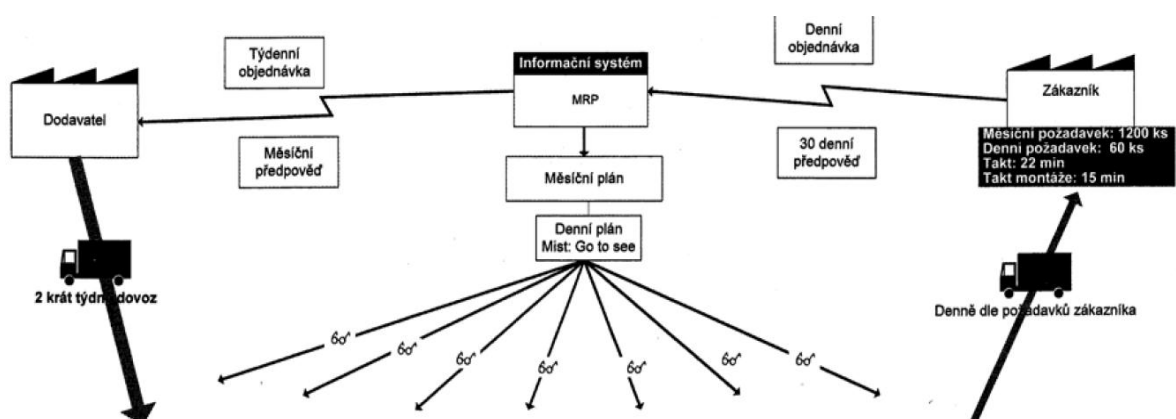 Týdenní
objednávka
Denní
objednávka
Informační systém
MRP
Dodavatel
Zákazník
Měsíční požadavek: 1200 ks
Denní požadavek: 60 ks
Takt: 22 min
Takt montáže: 15 min
Měsíční
předpověď
30 denní
předpověď
Měsíční plán
Denní plán
Mist: Go to see
2 krát týdně dovoz
Denně dle požadavků zákazníka